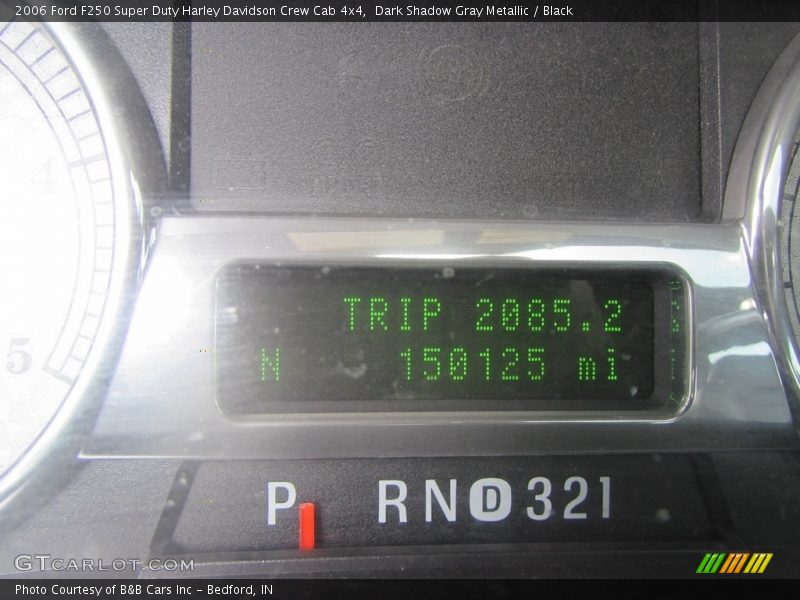 2006 Ford F250 Super Duty Harley Davidson Crew Cab 4x4, Dark Shadow Gray Metallic / Black
TRIP 2085.2
N 150125 mi
5
P RND321
GTCARLOT.COM
Photo Courtesy of B&B Cars Inc – Bedford, IN